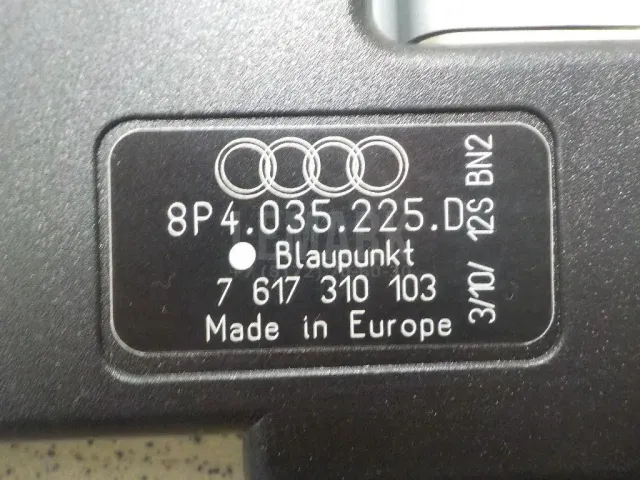 8P4.035.225.D
Blaupunkt
7 617 310 103
Made in Europe
3/10/ 12S BN2